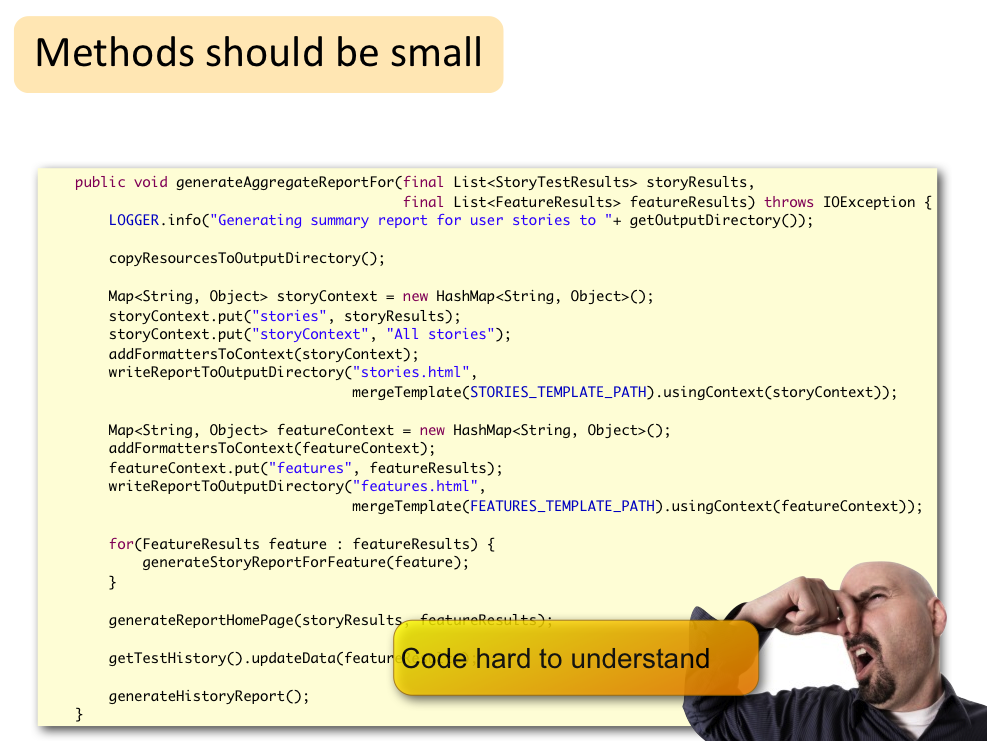 Methods should be small
public void generateAggregateReportFor(final List<StoryTestResults> storyResults,
final List<FeatureResults> featureResults) throws IOException {
LOGGER.info("Generating summary report for user stories to "+ getOutputDirectory());
copyResourcesToOutputDirectory();
Map<String, Object> storyContext = new HashMap<String, Object>();
storyContext.put("stories", storyResults);
storyContext.put("storyContext", "All stories");
addFormattersToContext(storyContext);
writeReportToOutputDirectory("stories.html",
mergeTemplate(STORIES_TEMPLATE_PATH).usingContext(storyContext));
Map<String, Object> featureContext = new HashMap<String, Object>();
addFormattersToContext(featureContext);
featureContext.put("features", featureResults);
writeReportToOutputDirectory("features.html",
mergeTemplate(FEATURES_TEMPLATE_PATH).usingContext(featureContext));
for(FeatureResults feature : featureResults) {
generateStoryReportForFeature(feature);
}
generateReportHomePage(storyResults, featureResults);
getTestHistory().updateData(featur
Code hard to understand
generateHistoryReport();
}